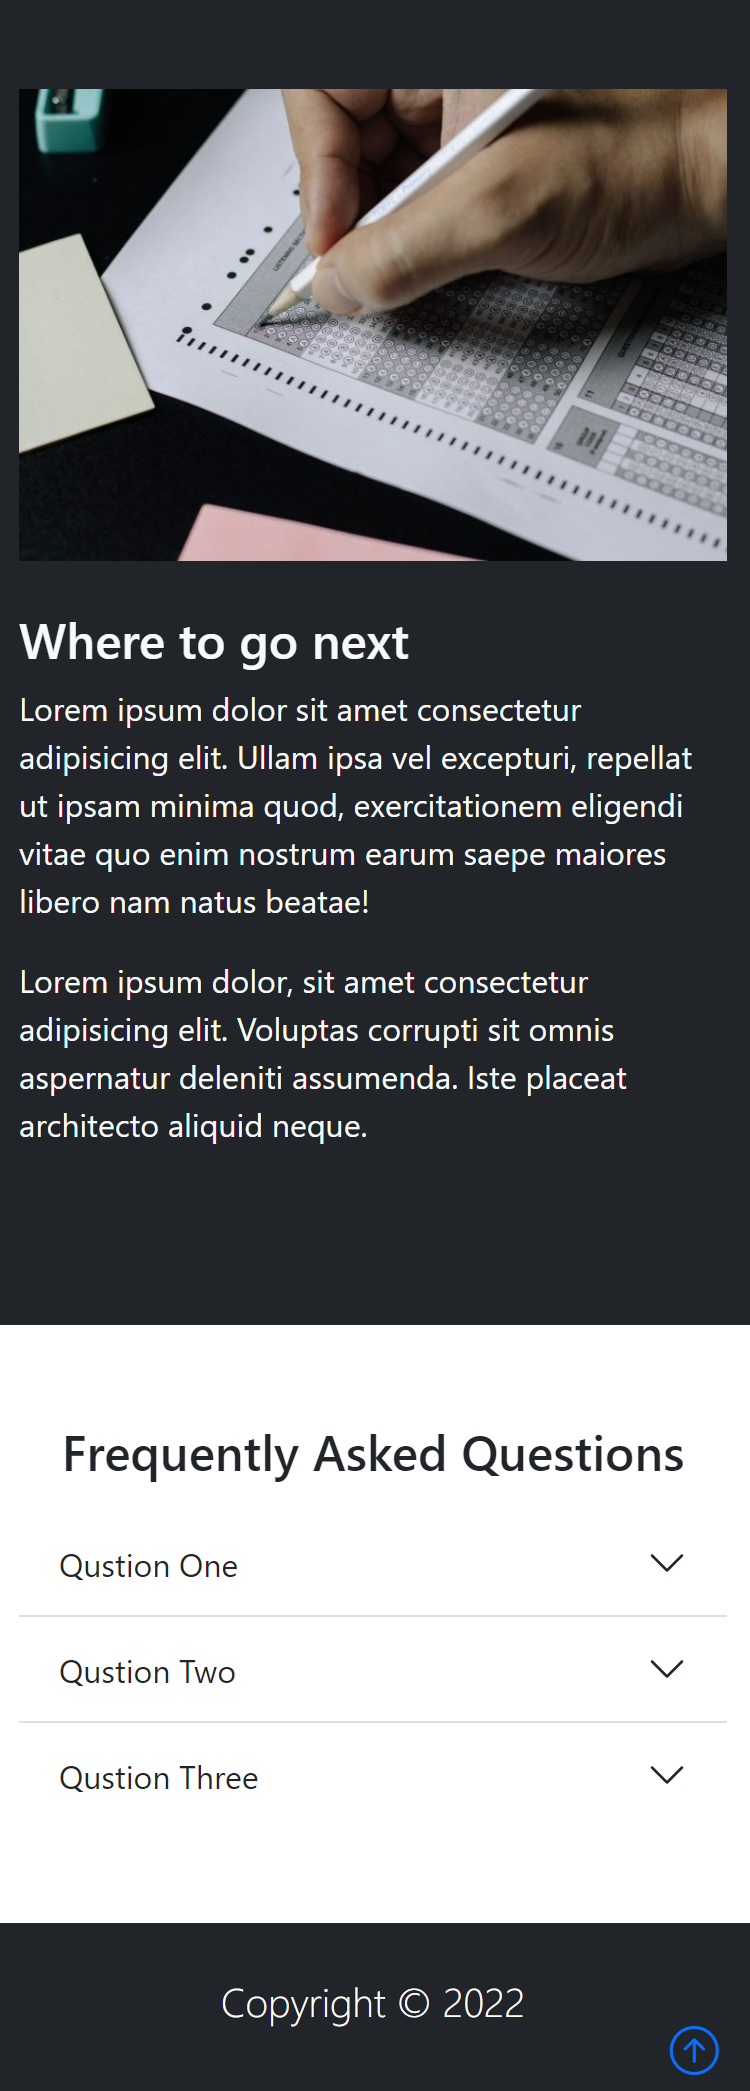 Where to go next
Lorem ipsum dolor sit amet consectetur
adipisicing elit. Ullam ipsa vel excepturi, repellat
ut ipsam minima quod, exercitationem eligendi
vitae quo enim nostrum earum saepe maiores
libero nam natus beatae!
Lorem ipsum dolor, sit amet consectetur
adipisicing elit. Voluptas corrupti sit omnis
aspernatur deleniti assumenda. Iste placeat
architecto aliquid neque.
Frequently Asked Questions
Qustion One
Qustion Two
Qustion Three
Copyright © 2022